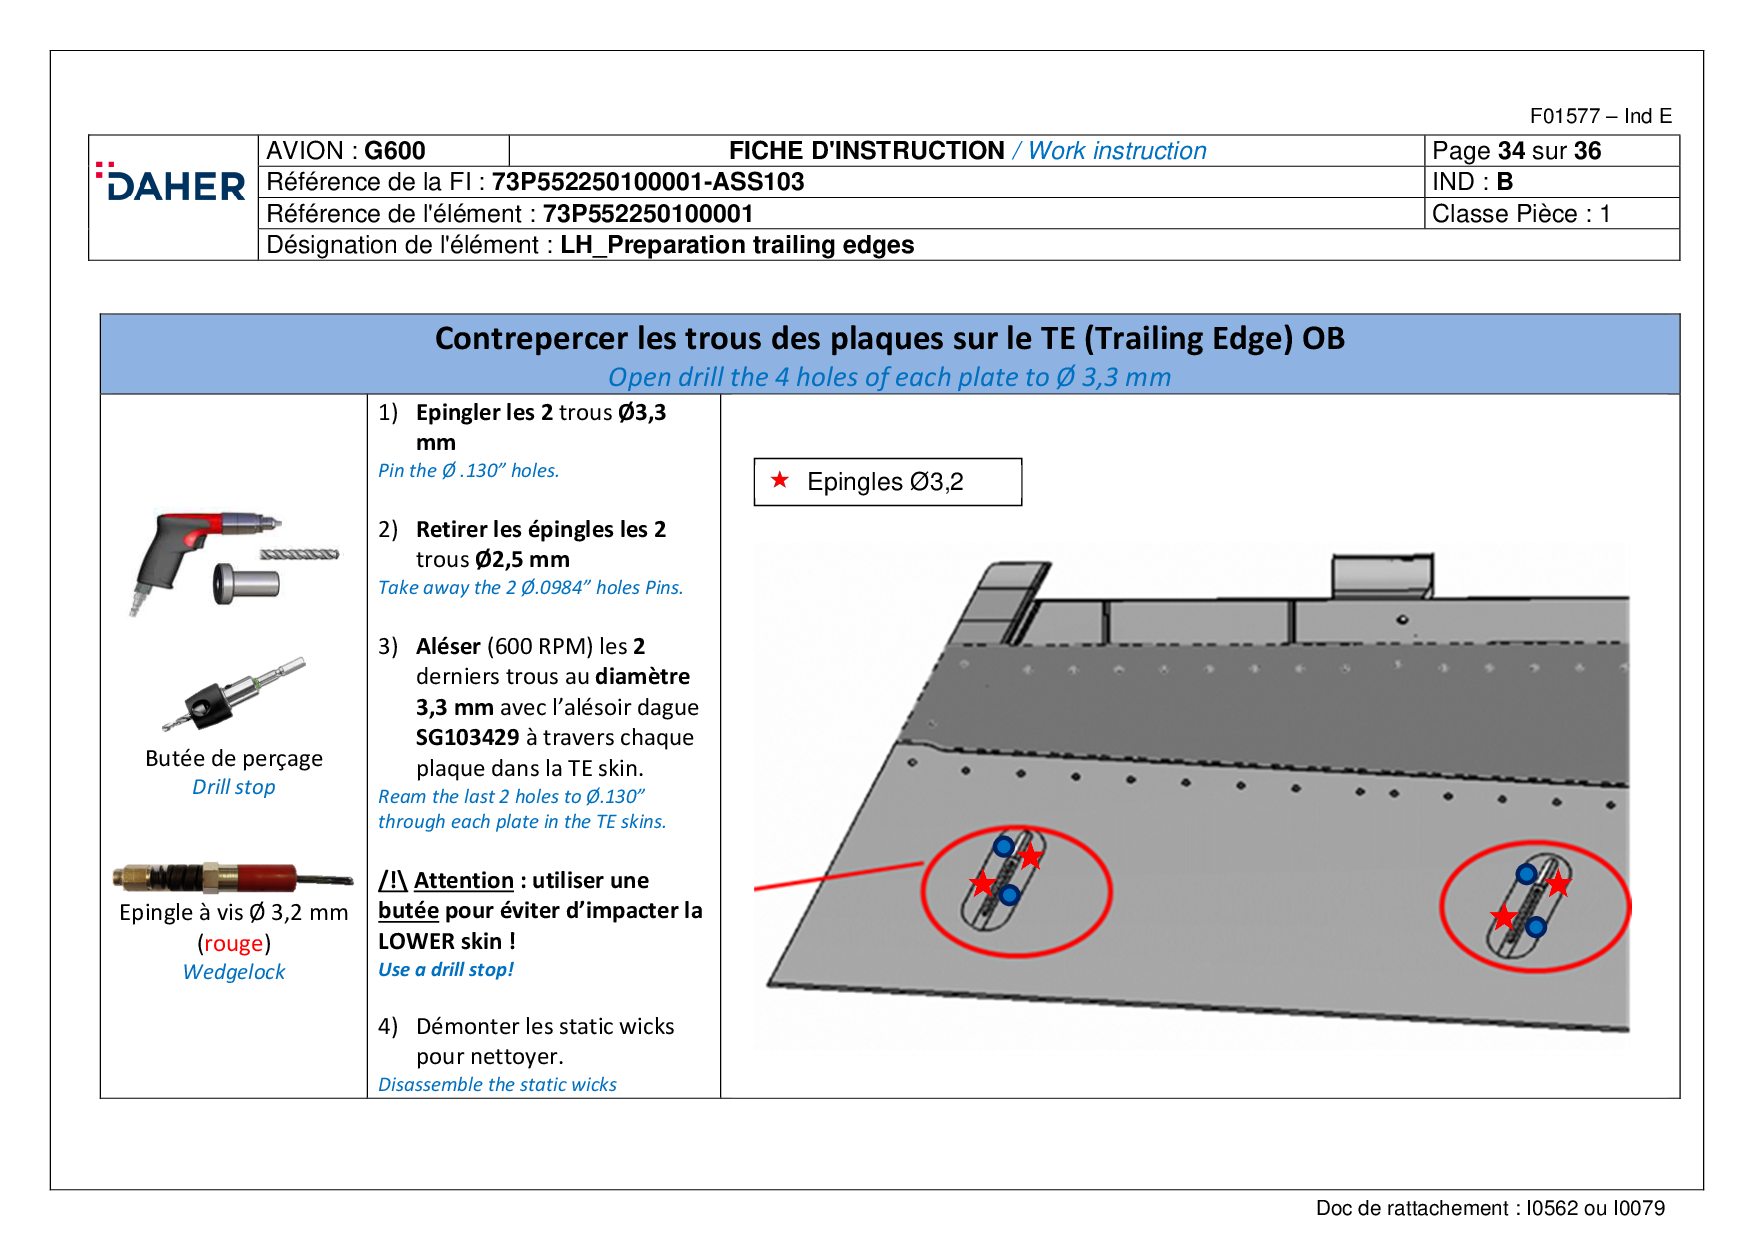 F01577 – Ind E
DAHER
AVION : G600
FICHE D'INSTRUCTION / Work instruction
Page 34 sur 36
Référence de la FI : 73P552250100001-ASS103
IND : B
Référence de l'élément : 73P552250100001
Classe Pièce : 1
Désignation de l'élément : LH_Preparation trailing edges
Contrepercer les trous des plaques sur le TE (Trailing Edge) OB
Open drill the 4 holes of each plate to Ø 3,3 mm
Butée de perçage
Drill stop
Epingle à vis Ø 3,2 mm
(rouge)
Wedgelock
1) Epingler les 2 trous Ø3,3
mm
Pin the Ø .130” holes.
2) Retirer les épingles les 2
trous Ø2,5 mm
Take away the 2 Ø.0984” holes Pins.
3) Aléser (600 RPM) les 2
derniers trous au diamètre
3,3 mm avec l’alésoir dague
SG103429 à travers chaque
plaque dans la TE skin.
Ream the last 2 holes to Ø.130”
through each plate in the TE skins.
/!\ Attention : utiliser une
butée pour éviter d’impacter la
LOWER skin !
Use a drill stop!
4) Démonter les static wicks
pour nettoyer.
Disassemble the static wicks
Epingles Ø3,2
Doc de rattachement : I0562 ou I0079